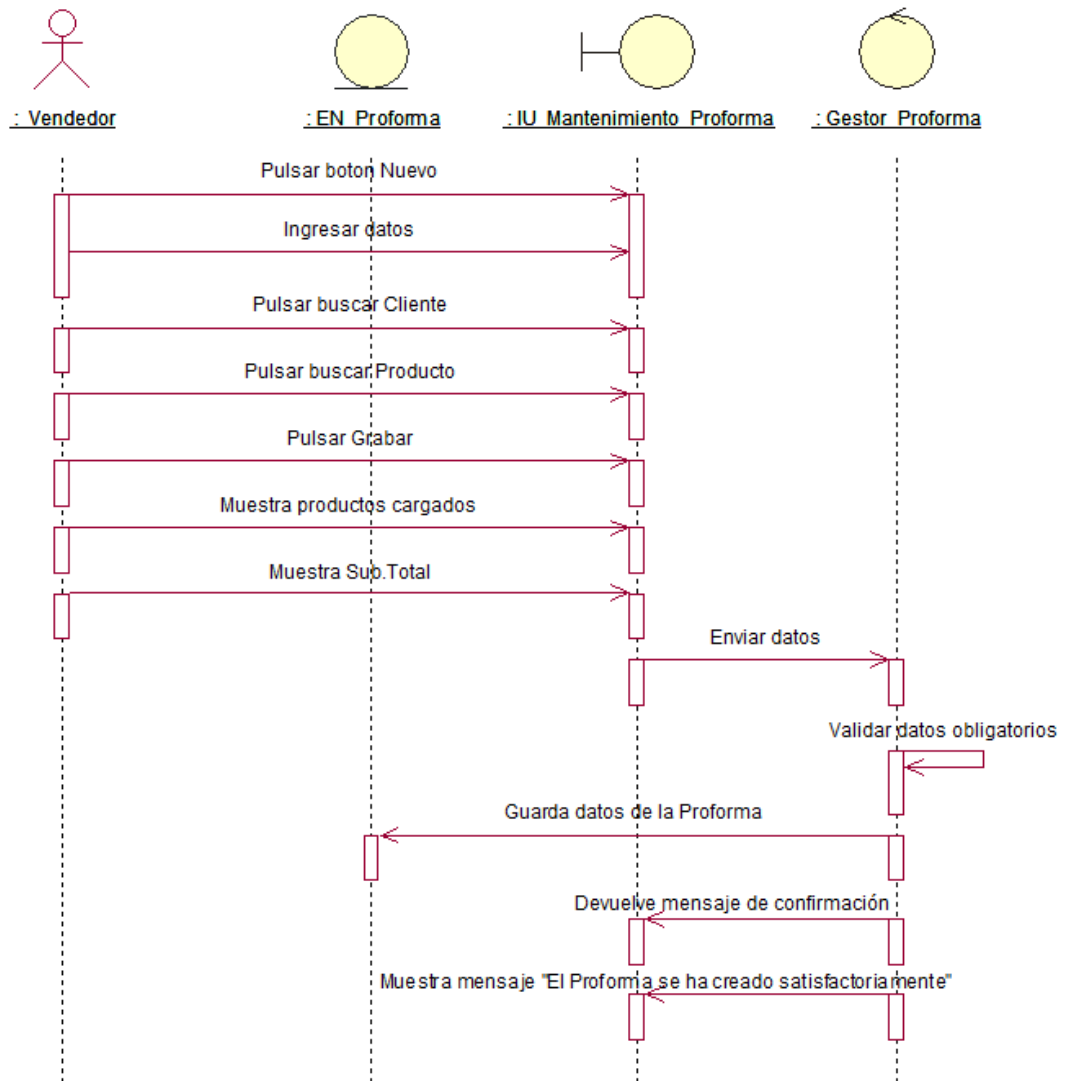 : Vendedor
: EN_Proforma
: IU_Mantenimiento_Proforma
: Gestor_Proforma
Pulsar boton Nuevo
Ingresar datos
Pulsar buscar Cliente
Pulsar buscar Producto
Pulsar Grabar
Muestra productos cargados
Muestra Sub.Total
Enviar datos
Validar datos obligatorios
Guarda datos de la Proforma
Devuelve mensaje de confirmación
Muestra mensaje "El Proforma se ha creado satisfactoriamente"